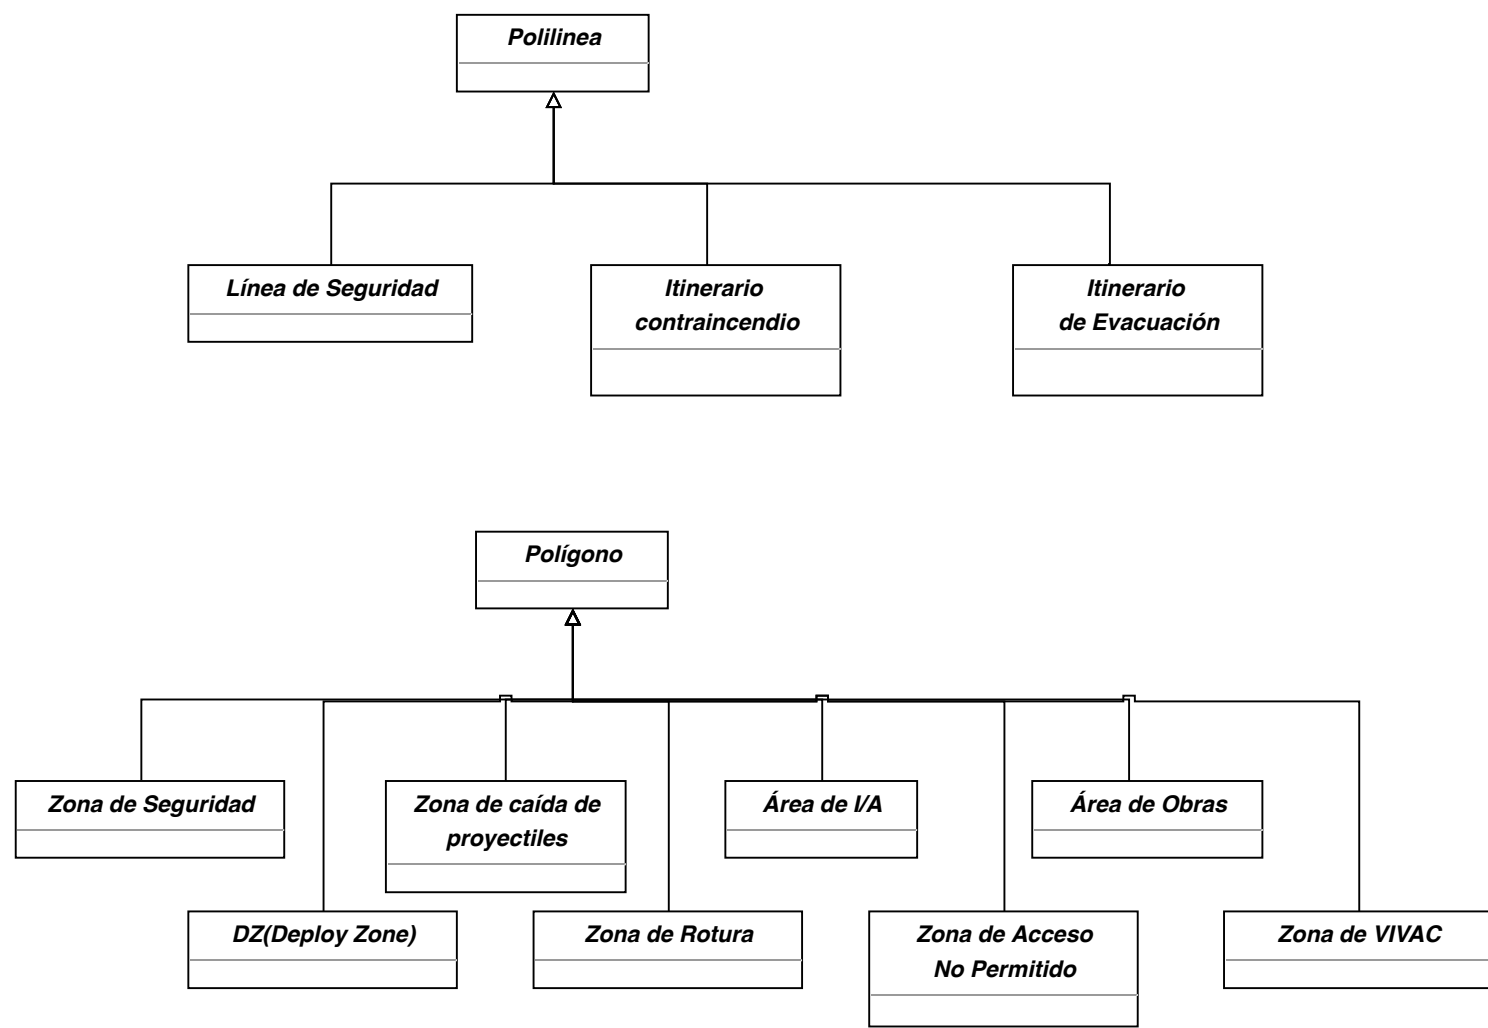 Polilinea
Línea de Seguridad
Itinerario
contraincendio
Itinerario
de Evacuación
Polígono
Zona de Seguridad
Zona de caída de
proyectiles
Área de I/A
Área de Obras
DZ(Deploy Zone)
Zona de Rotura
Zona de Acceso
No Permitido
Zona de VIVAC